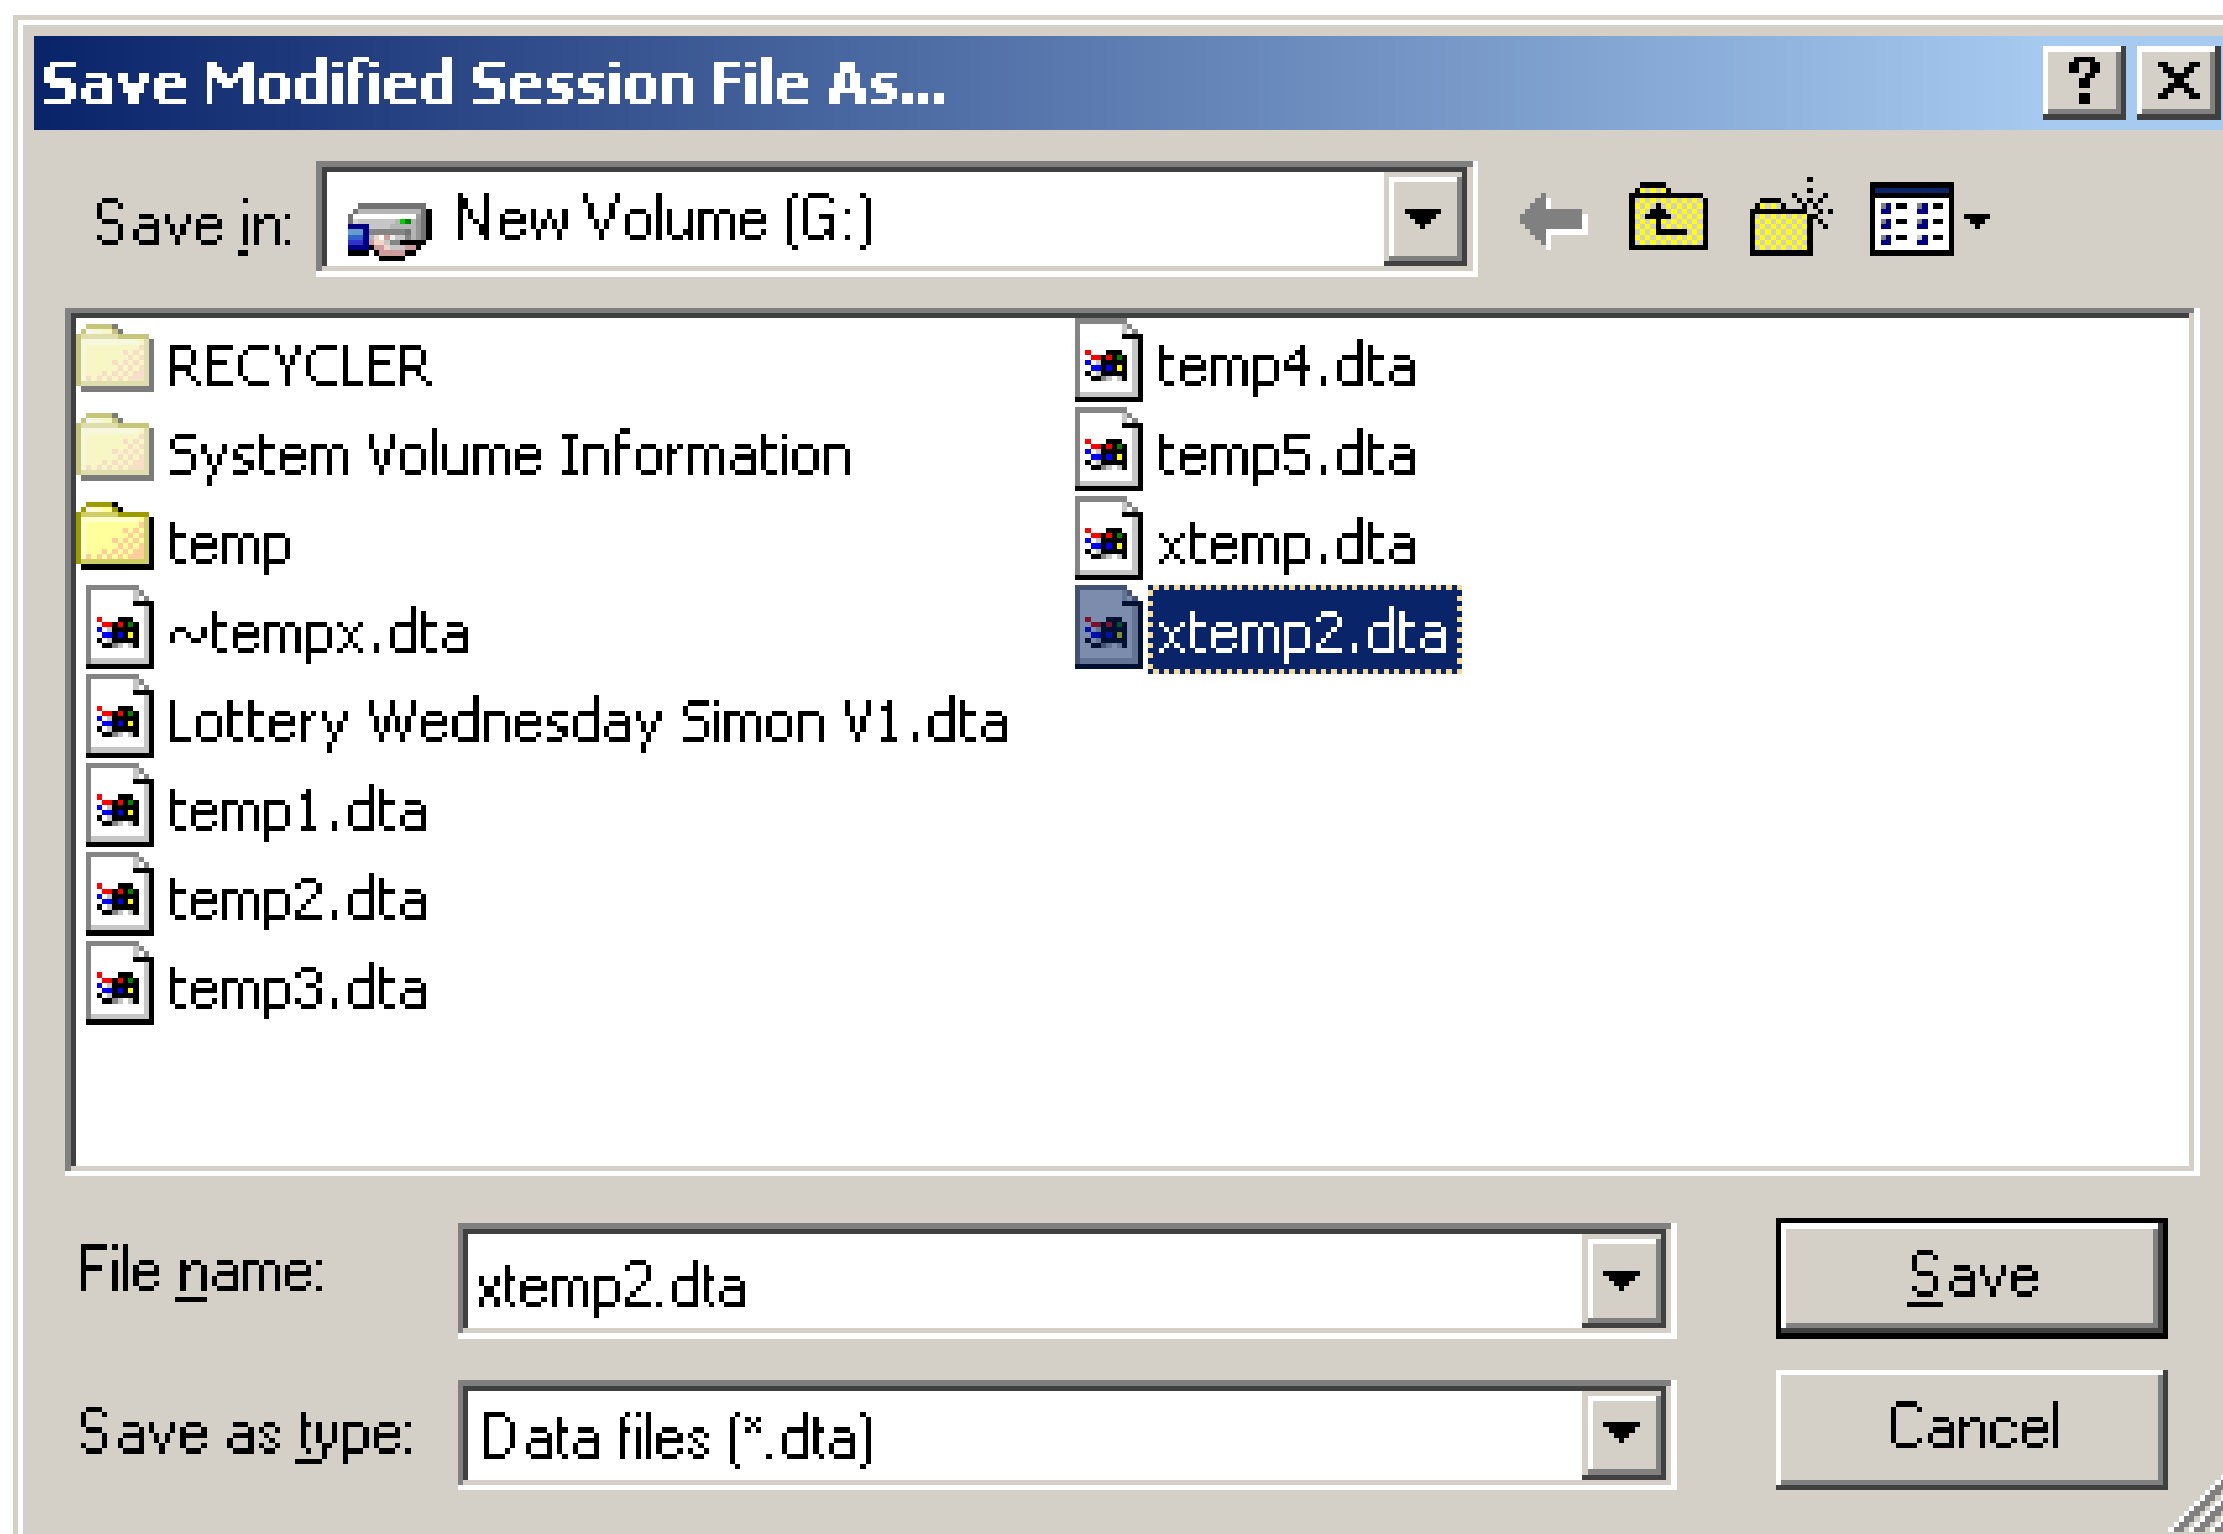 Save Modified Session File As...
Save in: New Volume (G:)
RECYCLER
System Volume Information
temp
~tempx.dta
Lottery Wednesday Simon V1.dta
temp1.dta
temp2.dta
temp3.dta
temp4.dta
temp5.dta
xtemp.dta
xtemp2.dta
File name: xtemp2.dta
Save
Save as type: Data files (*.dta)
Cancel